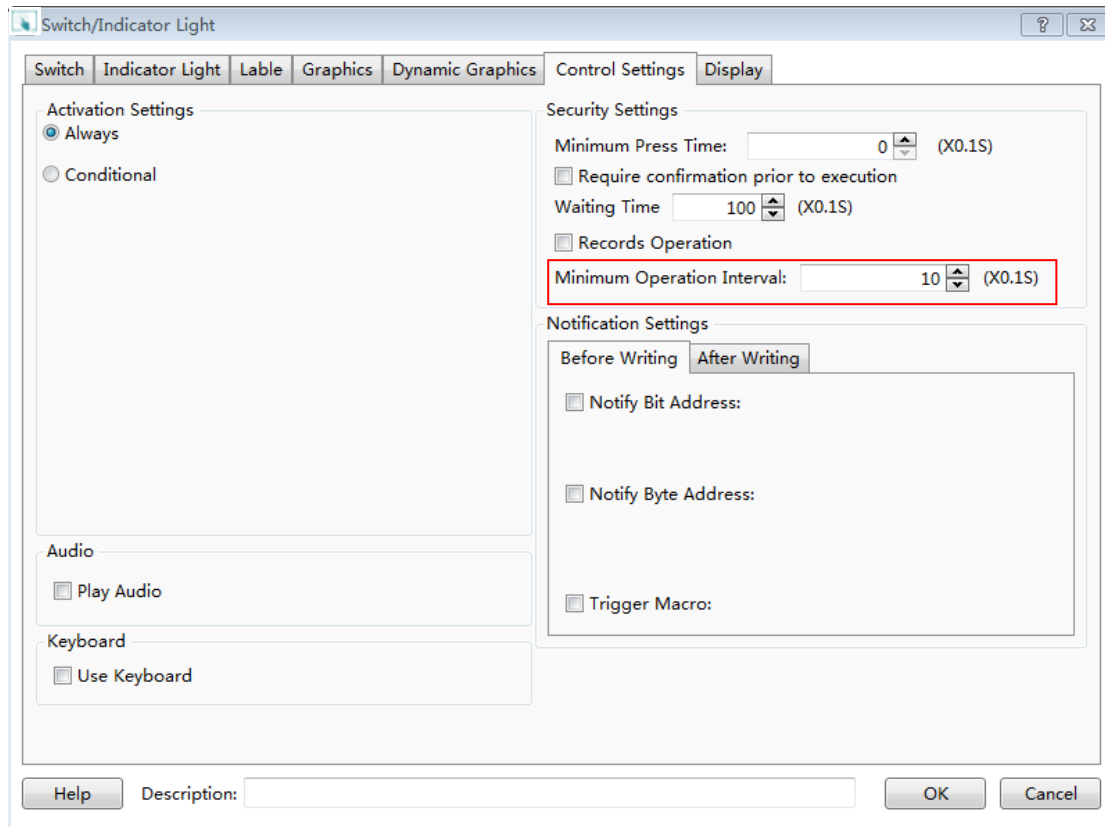 Switch/Indicator Light
Switch Indicator Light Lable Graphics Dynamic Graphics Control Settings Display
Activation Settings
Always
Conditional
Audio
Play Audio
Keyboard
Use Keyboard
Security Settings
Minimum Press Time: 0 (X0.1S)
Require confirmation prior to execution
Waiting Time 100 (X0.1S)
Records Operation
Minimum Operation Interval: 10 (X0.1S)
Notification Settings
Before Writing After Writing
Notify Bit Address:
Notify Byte Address:
Trigger Macro:
Help Description: OK Cancel